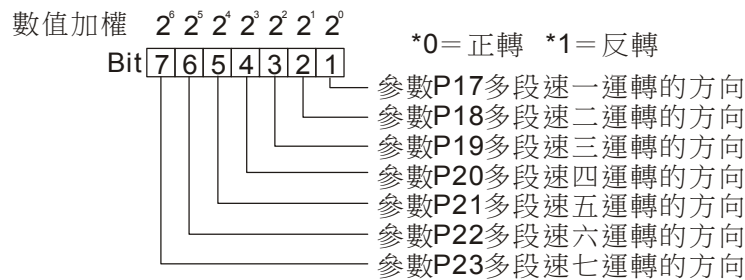 數值加權 2⁶ 2⁵ 2⁴ 2³ 2² 2¹ 2⁰
*0＝正轉 *1＝反轉
Bit 7 6 5 4 3 2 1
參數P17多段速一運轉的方向
參數P18多段速二運轉的方向
參數P19多段速三運轉的方向
參數P20多段速四運轉的方向
參數P21多段速五運轉的方向
參數P22多段速六運轉的方向
參數P23多段速七運轉的方向